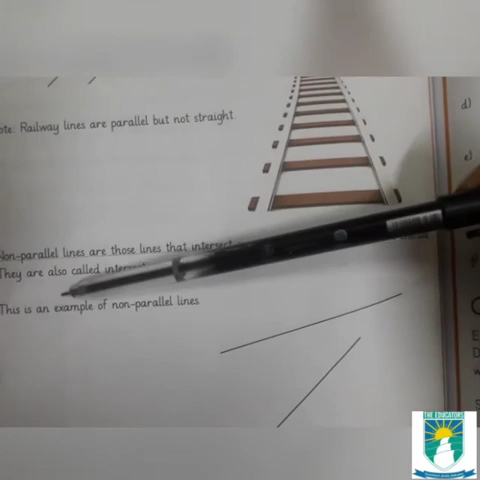 ote: Railway lines are parallel but not straight.
d)
e)
Non-parallel lines are those lines that intersect
They are also called
This is an example of non-parallel lines.
THE EDUCATORS